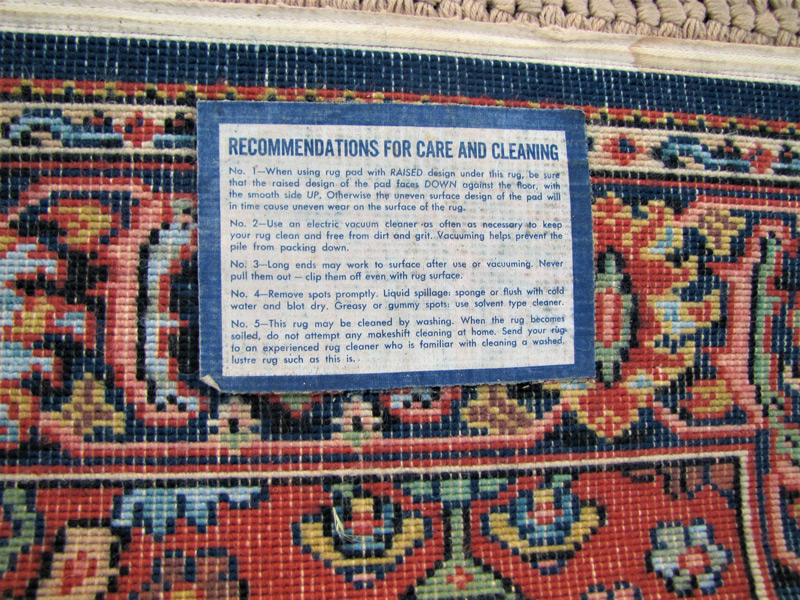 RECOMMENDATIONS FOR CARE AND CLEANING
No. 1—When using rug pad with RAISED design under this rug, be sure
that the raised design of the pad faces DOWN against the floor, with
the smooth side UP. Otherwise the uneven surface design of the pad will
in time cause uneven wear on the surface of the rug.
No. 2—Use an electric vacuum cleaner as often as necessary to keep
your rug clean and free from dirt and grit. Vacuuming helps prevent the
pile from packing down.
No. 3—Long ends may work to surface after use or vacuuming. Never
pull them out — clip them off even with rug surface.
No. 4—Remove spots promptly. Liquid spillage: sponge or flush with cold
water and blot dry. Greasy or gummy spots: use solvent type cleaner.
No. 5—This rug may be cleaned by washing. When the rug becomes
soiled, do not attempt any makeshift cleaning at home. Send your rug
to an experienced rug cleaner who is familiar with cleaning a washed
lustre rug such as this is.